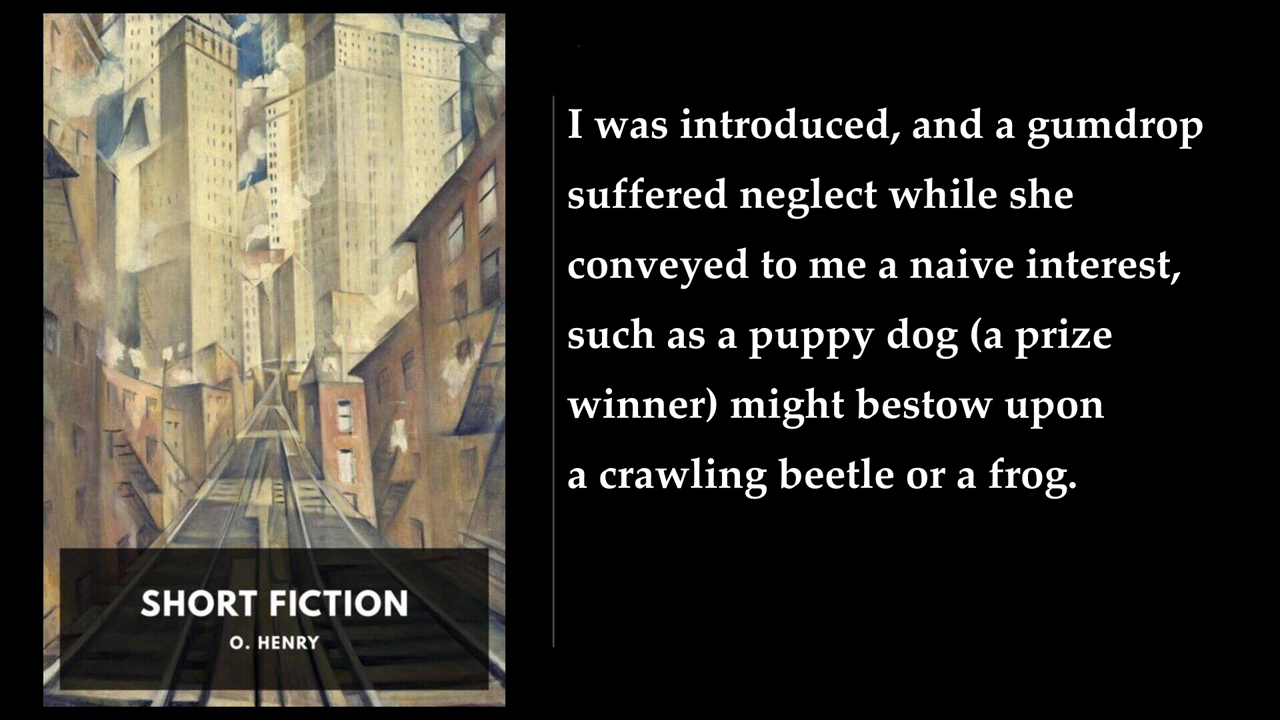 I was introduced, and a gumdrop
suffered neglect while she
conveyed to me a naive interest,
such as a puppy dog (a prize
winner) might bestow upon
a crawling beetle or a frog.
SHORT FICTION
O. HENRY